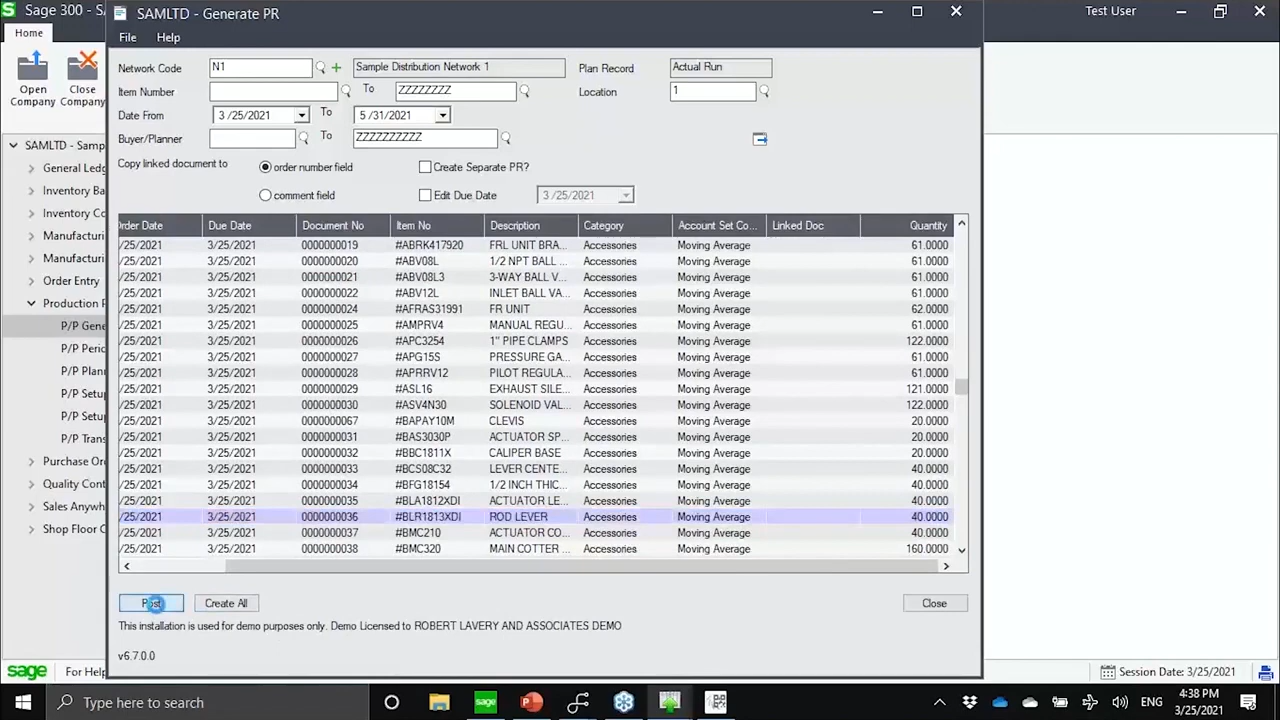 Sage 300
SAMLTD - Generate PR
Test User
Home
File Help
Open Company
Close Company
Network Code N1 Sample Distribution Network 1 Plan Record Actual Run
Item Number To ZZZZZZZZ Location 1
Date From 3 /25/2021 To 5 /31/2021
Buyer/Planner To ZZZZZZZZZZ
Copy linked document to order number field Create Separate PR?
comment field Edit Due Date 3 /25/2021
SAMLTD - Samp
General Ledg
Inventory Ba
Inventory Co
Manufacturi
Manufacturi
Order Entry
Production P
P/P Gene
P/P Peric
P/P Plan
P/P Setup
P/P Setu
P/P Trans
Purchase Ord
Quality Cont
Sales Anywh
Shop Floor C
Order Date Due Date Document No Item No Description Category Account Set Co... Linked Doc Quantity
/25/2021 3/25/2021 0000000019 #ABRK417920 FRL UNIT BRA... Accessories Moving Average 61.0000
/25/2021 3/25/2021 0000000020 #ABV08L 1/2 NPT BALL ... Accessories Moving Average 61.0000
/25/2021 3/25/2021 0000000021 #ABV08L3 3-WAY BALL V... Accessories Moving Average 61.0000
/25/2021 3/25/2021 0000000022 #ABV12L INLET BALL VA... Accessories Moving Average 61.0000
/25/2021 3/25/2021 0000000024 #AFRAS31991 FR UNIT Accessories Moving Average 62.0000
/25/2021 3/25/2021 0000000025 #AMPRV4 MANUAL REGU... Accessories Moving Average 61.0000
/25/2021 3/25/2021 0000000026 #APC3254 1" PIPE CLAMPS Accessories Moving Average 122.0000
/25/2021 3/25/2021 0000000027 #APG15S PRESSURE GA... Accessories Moving Average 61.0000
/25/2021 3/25/2021 0000000028 #APRRV12 PILOT REGULA... Accessories Moving Average 61.0000
/25/2021 3/25/2021 0000000029 #ASL16 EXHAUST SILE... Accessories Moving Average 121.0000
/25/2021 3/25/2021 0000000030 #ASV4N30 SOLENOID VAL... Accessories Moving Average 122.0000
/25/2021 3/25/2021 0000000067 #BAPAY10M CLEVIS Accessories Moving Average 20.0000
/25/2021 3/25/2021 0000000031 #BAS3030P ACTUATOR SP... Accessories Moving Average 20.0000
/25/2021 3/25/2021 0000000032 #BBC1811X CALIPER BASE Accessories Moving Average 20.0000
/25/2021 3/25/2021 0000000033 #BCS08C32 LEVER CENTE... Accessories Moving Average 40.0000
/25/2021 3/25/2021 0000000034 #BFG18154 1/2 INCH THIC... Accessories Moving Average 40.0000
/25/2021 3/25/2021 0000000035 #BLA1812XDI ACTUATOR LE... Accessories Moving Average 40.0000
/25/2021 3/25/2021 0000000036 #BLR1813XDI ROD LEVER Accessories Moving Average 40.0000
/25/2021 3/25/2021 0000000037 #BMC210 ACTUATOR CO... Accessories Moving Average 40.0000
/25/2021 3/25/2021 0000000038 #BMC320 MAIN COTTER ... Accessories Moving Average 160.0000
Post Create All Close
This installation is used for demo purposes only. Demo Licensed to ROBERT LAVERY AND ASSOCIATES DEMO
v6.7.0.0
sage For Help Session Date: 3/25/2021
Type here to search
sage
ENG
4:38 PM
3/25/2021